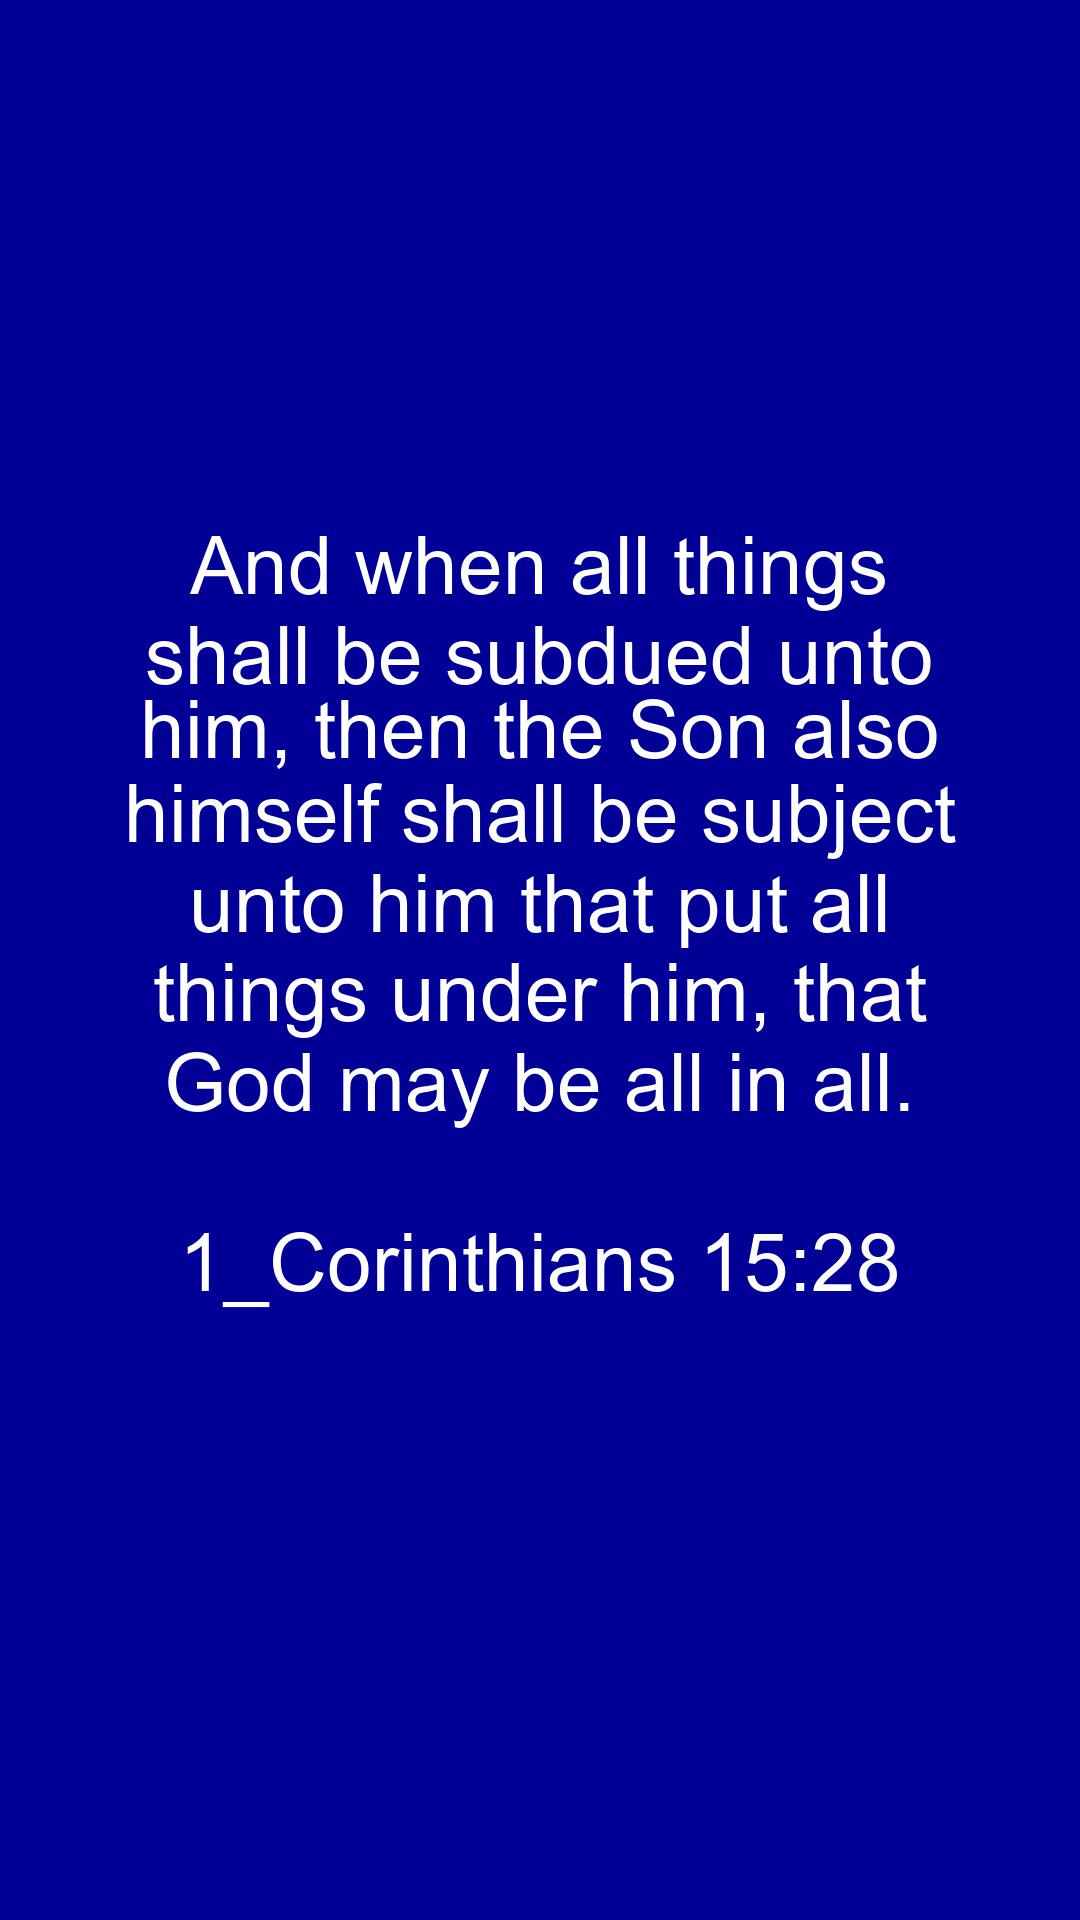 And when all things
shall be subdued unto
him, then the Son also
himself shall be subject
unto him that put all
things under him, that
God may be all in all.
1_Corinthians 15:28